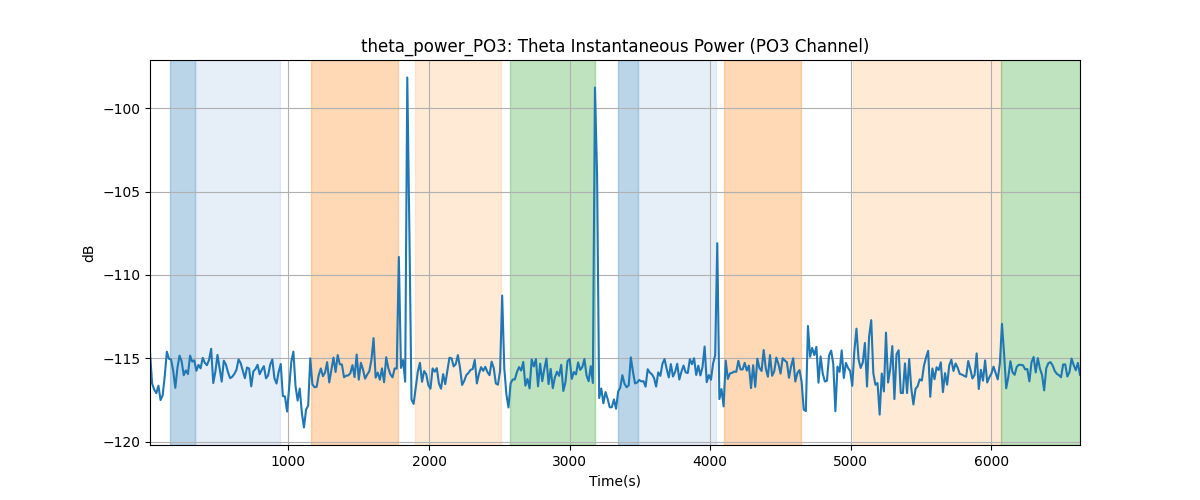 theta_power_PO3: Theta Instantaneous Power (PO3 Channel)
−100
−105
−110
−115
−120
dB
1000 2000 3000 4000 5000 6000
Time(s)